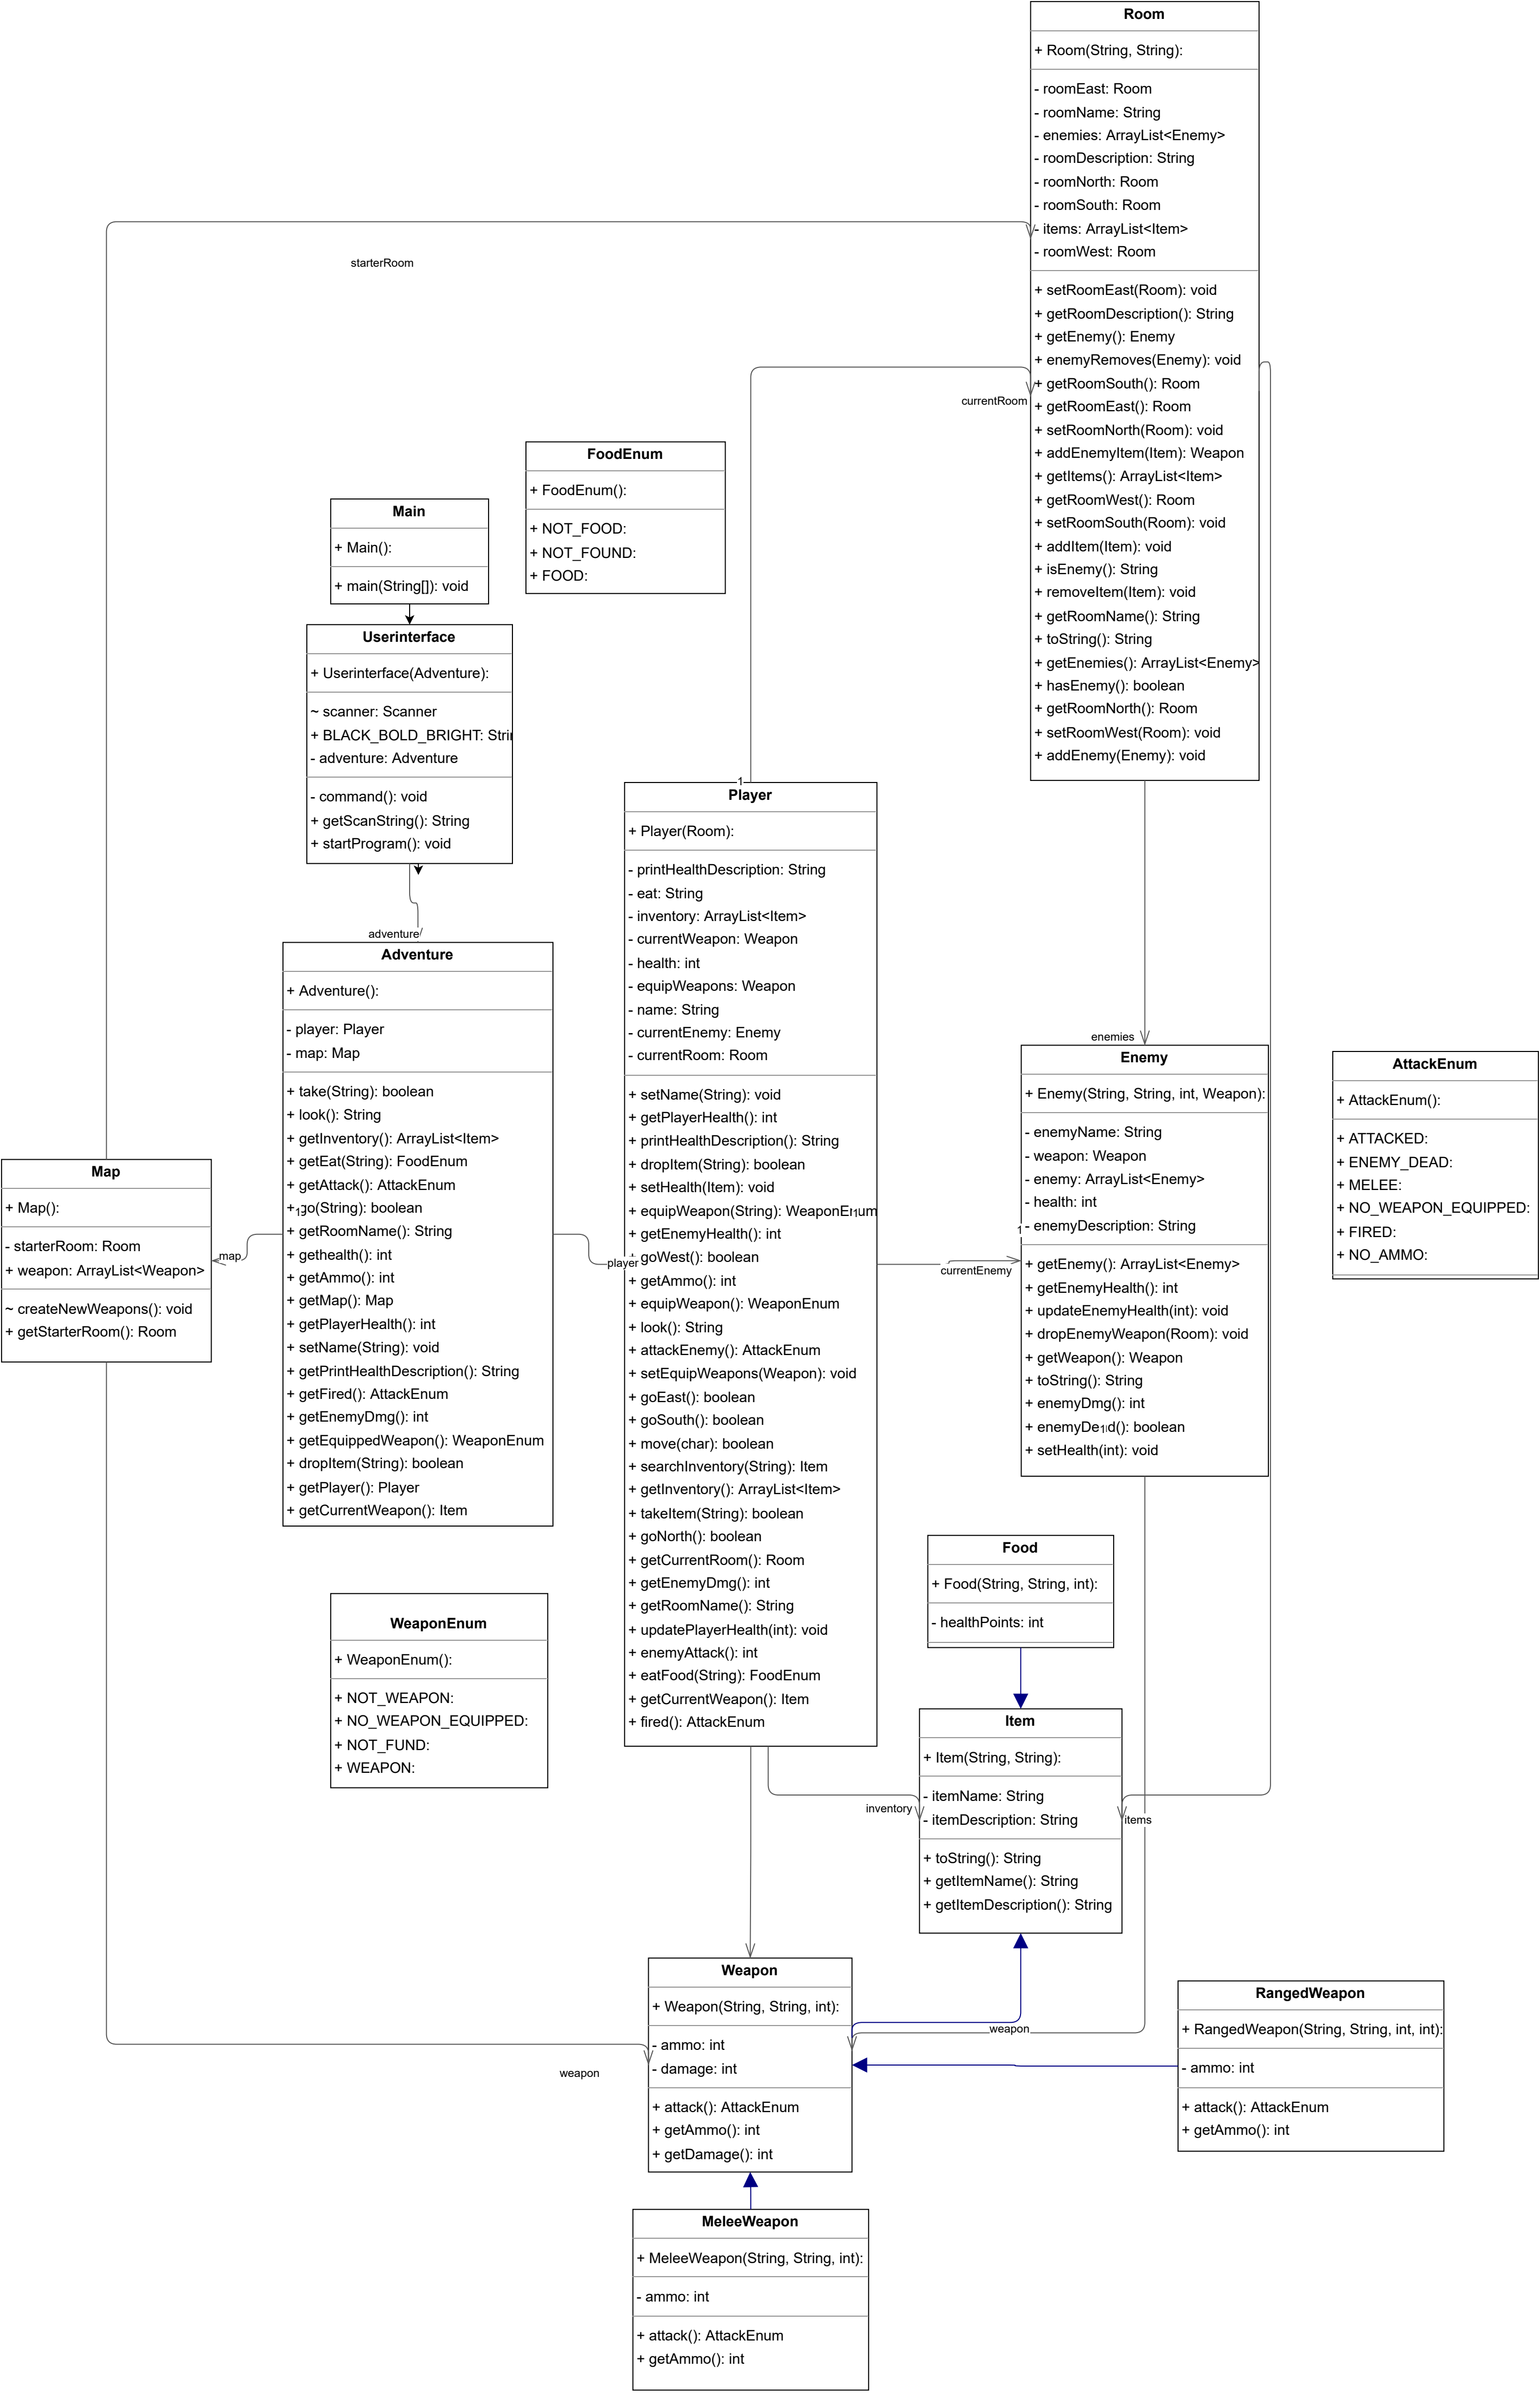 Room
+ Room(String, String):
- roomEast: Room
- roomName: String
- enemies: ArrayList<Enemy>
- roomDescription: String
- roomNorth: Room
- roomSouth: Room
- items: ArrayList<Item>
- roomWest: Room
+ setRoomEast(Room): void
+ getRoomDescription(): String
+ getEnemy(): Enemy
+ enemyRemoves(Enemy): void
+ getRoomSouth(): Room
+ getRoomEast(): Room
+ setRoomNorth(Room): void
+ addEnemyItem(Item): Weapon
+ getItems(): ArrayList<Item>
+ getRoomWest(): Room
+ setRoomSouth(Room): void
+ addItem(Item): void
+ isEnemy(): String
+ removeItem(Item): void
+ getRoomName(): String
+ toString(): String
+ getEnemies(): ArrayList<Enemy>
+ hasEnemy(): boolean
+ getRoomNorth(): Room
+ setRoomWest(Room): void
+ addEnemy(Enemy): void
starterRoom
currentRoom
FoodEnum
+ FoodEnum():
+ NOT_FOOD:
+ NOT_FOUND:
+ FOOD:
Main
+ Main():
+ main(String[]): void
Userinterface
+ Userinterface(Adventure):
~ scanner: Scanner
+ BLACK_BOLD_BRIGHT: Strin
- adventure: Adventure
- command(): void
+ getScanString(): String
+ startProgram(): void
adventure
Adventure
+ Adventure():
- player: Player
- map: Map
+ take(String): boolean
+ look(): String
+ getInventory(): ArrayList<Item>
+ getEat(String): FoodEnum
+ getAttack(): AttackEnum
+ go(String): boolean
1
+ getRoomName(): String
+ gethealth(): int
+ getAmmo(): int
+ getMap(): Map
+ getPlayerHealth(): int
+ setName(String): void
+ getPrintHealthDescription(): String
+ getFired(): AttackEnum
+ getEnemyDmg(): int
+ getEquippedWeapon(): WeaponEnum
+ dropItem(String): boolean
+ getPlayer(): Player
+ getCurrentWeapon(): Item
Map
+ Map():
- starterRoom: Room
+ weapon: ArrayList<Weapon>
~ createNewWeapons(): void
+ getStarterRoom(): Room
map
player
1
Player
+ Player(Room):
- printHealthDescription: String
- eat: String
- inventory: ArrayList<Item>
- currentWeapon: Weapon
- health: int
- equipWeapons: Weapon
- name: String
- currentEnemy: Enemy
- currentRoom: Room
+ setName(String): void
+ getPlayerHealth(): int
+ printHealthDescription(): String
+ dropItem(String): boolean
+ setHealth(Item): void
+ equipWeapon(String): WeaponEnum
1
+ getEnemyHealth(): int
goWest(): boolean
+ getAmmo(): int
+ equipWeapon(): WeaponEnum
+ look(): String
+ attackEnemy(): AttackEnum
+ setEquipWeapons(Weapon): void
+ goEast(): boolean
+ goSouth(): boolean
+ move(char): boolean
+ searchInventory(String): Item
+ getInventory(): ArrayList<Item>
+ takeItem(String): boolean
+ goNorth(): boolean
+ getCurrentRoom(): Room
+ getEnemyDmg(): int
+ getRoomName(): String
+ updatePlayerHealth(int): void
+ enemyAttack(): int
+ eatFood(String): FoodEnum
+ getCurrentWeapon(): Item
+ fired(): AttackEnum
currentEnemy
enemies
Enemy
+ Enemy(String, String, int, Weapon):
- enemyName: String
- weapon: Weapon
- enemy: ArrayList<Enemy>
- health: int
1
- enemyDescription: String
+ getEnemy(): ArrayList<Enemy>
+ getEnemyHealth(): int
+ updateEnemyHealth(int): void
+ dropEnemyWeapon(Room): void
+ getWeapon(): Weapon
+ toString(): String
+ enemyDmg(): int
+ enemyDead(): boolean
1
+ setHealth(int): void
AttackEnum
+ AttackEnum():
+ ATTACKED:
+ ENEMY_DEAD:
+ MELEE:
+ NO_WEAPON_EQUIPPED:
+ FIRED:
+ NO_AMMO:
WeaponEnum
+ WeaponEnum():
+ NOT_WEAPON:
+ NO_WEAPON_EQUIPPED:
+ NOT_FUND:
+ WEAPON:
Food
+ Food(String, String, int):
- healthPoints: int
Item
+ Item(String, String):
- itemName: String
- itemDescription: String
+ toString(): String
+ getItemName(): String
+ getItemDescription(): String
inventory
items
Weapon
+ Weapon(String, String, int):
- ammo: int
- damage: int
+ attack(): AttackEnum
+ getAmmo(): int
+ getDamage(): int
weapon
weapon
RangedWeapon
+ RangedWeapon(String, String, int, int):
- ammo: int
+ attack(): AttackEnum
+ getAmmo(): int
MeleeWeapon
+ MeleeWeapon(String, String, int):
- ammo: int
+ attack(): AttackEnum
+ getAmmo(): int